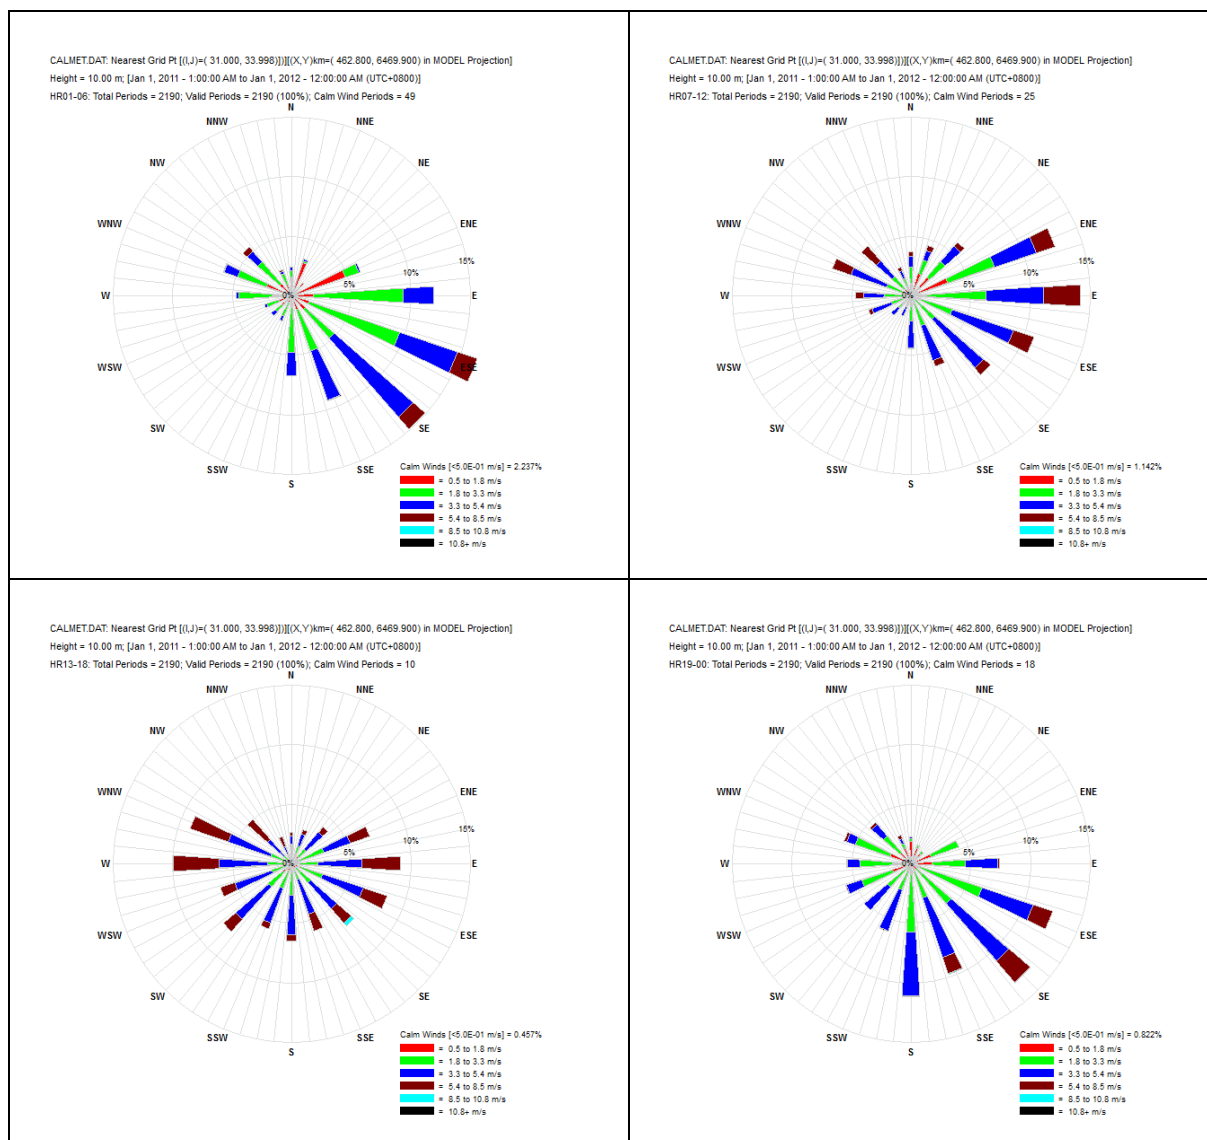 CALMET.DAT: Nearest Grid Pt [(I,J)=( 31.000, 33.998)])][(X,Y)km=( 462.800, 6469.900) in MODEL Projection]
Height = 10.00 m; [Jan 1, 2011 - 1:00:00 AM to Jan 1, 2012 - 12:00:00 AM (UTC+0800)]
HR01-06: Total Periods = 2190; Valid Periods = 2190 (100%); Calm Wind Periods = 49
N
NNW NNE
NW NE
WNW ENE
15%
10%
5%
W 0% E
WSW ESE
SW SE
SSW SSE
S
Calm Winds [<5.0E-01 m/s] = 2.237%
= 0.5 to 1.8 m/s
= 1.8 to 3.3 m/s
= 3.3 to 5.4 m/s
= 5.4 to 8.5 m/s
= 8.5 to 10.8 m/s
= 10.8+ m/s
CALMET.DAT: Nearest Grid Pt [(I,J)=( 31.000, 33.998)])][(X,Y)km=( 462.800, 6469.900) in MODEL Projection]
Height = 10.00 m; [Jan 1, 2011 - 1:00:00 AM to Jan 1, 2012 - 12:00:00 AM (UTC+0800)]
HR07-12: Total Periods = 2190; Valid Periods = 2190 (100%); Calm Wind Periods = 25
N
NNW NNE
NW NE
WNW ENE
15%
10%
5%
W 0% E
WSW ESE
SW SE
SSW SSE
S
Calm Winds [<5.0E-01 m/s] = 1.142%
= 0.5 to 1.8 m/s
= 1.8 to 3.3 m/s
= 3.3 to 5.4 m/s
= 5.4 to 8.5 m/s
= 8.5 to 10.8 m/s
= 10.8+ m/s
CALMET.DAT: Nearest Grid Pt [(I,J)=( 31.000, 33.998)])][(X,Y)km=( 462.800, 6469.900) in MODEL Projection]
Height = 10.00 m; [Jan 1, 2011 - 1:00:00 AM to Jan 1, 2012 - 12:00:00 AM (UTC+0800)]
HR13-18: Total Periods = 2190; Valid Periods = 2190 (100%); Calm Wind Periods = 10
N
NNW NNE
NW NE
WNW ENE
15%
10%
5%
W 0% E
WSW ESE
SW SE
SSW SSE
S
Calm Winds [<5.0E-01 m/s] = 0.457%
= 0.5 to 1.8 m/s
= 1.8 to 3.3 m/s
= 3.3 to 5.4 m/s
= 5.4 to 8.5 m/s
= 8.5 to 10.8 m/s
= 10.8+ m/s
CALMET.DAT: Nearest Grid Pt [(I,J)=( 31.000, 33.998)])][(X,Y)km=( 462.800, 6469.900) in MODEL Projection]
Height = 10.00 m; [Jan 1, 2011 - 1:00:00 AM to Jan 1, 2012 - 12:00:00 AM (UTC+0800)]
HR19-00: Total Periods = 2190; Valid Periods = 2190 (100%); Calm Wind Periods = 18
N
NNW NNE
NW NE
WNW ENE
15%
10%
5%
W 0% E
WSW ESE
SW SE
SSW SSE
S
Calm Winds [<5.0E-01 m/s] = 0.822%
= 0.5 to 1.8 m/s
= 1.8 to 3.3 m/s
= 3.3 to 5.4 m/s
= 5.4 to 8.5 m/s
= 8.5 to 10.8 m/s
= 10.8+ m/s